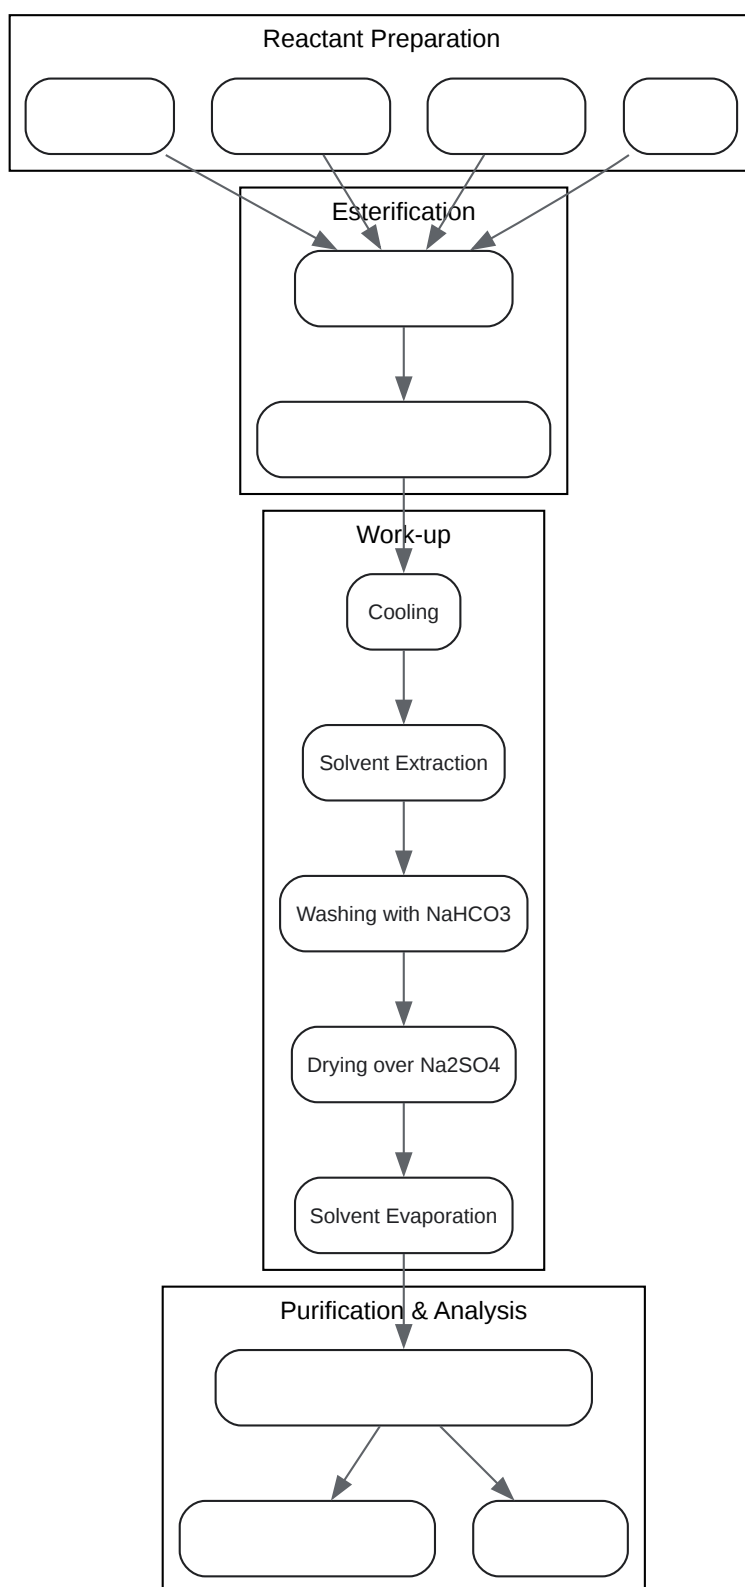 Reactant Preparation
Esterification
Work-up
Cooling
Solvent Extraction
Washing with NaHCO3
Drying over Na2SO4
Solvent Evaporation
Purification & Analysis